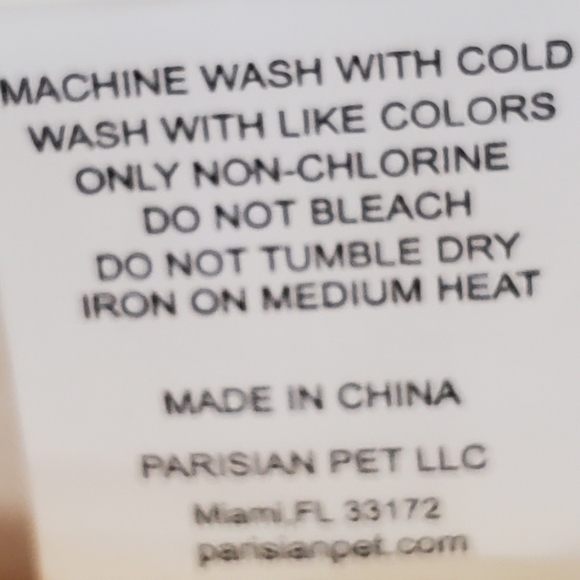 MACHINE WASH WITH COLD
WASH WITH LIKE COLORS
ONLY NON-CHLORINE
DO NOT BLEACH
DO NOT TUMBLE DRY
IRON ON MEDIUM HEAT
MADE IN CHINA
PARISIAN PET LLC
Miami,FL 33172
parisianpet.com